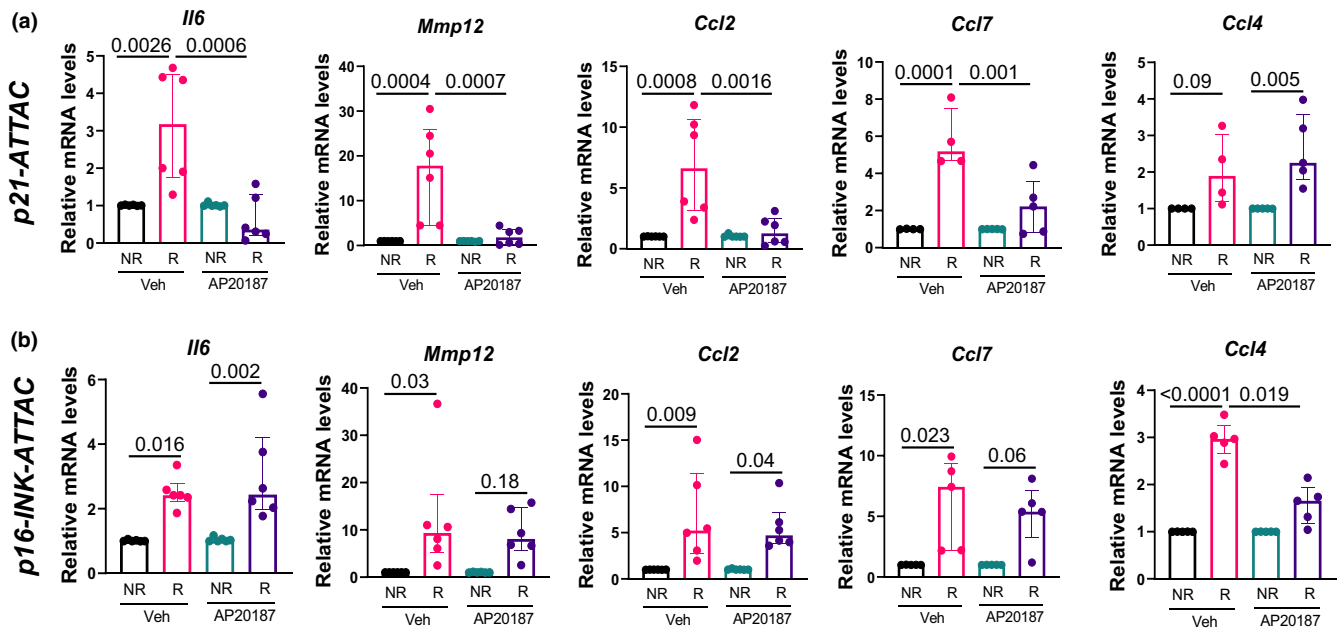 (a)
p21-ATTAC
Il6
Relative mRNA levels
5
4
3
2
1
0
0.0026
0.0006
NR
R
NR
R
Veh
AP20187
Mmp12
Relative mRNA levels
40
30
20
10
0
0.0004
0.0007
NR
R
NR
R
Veh
AP20187
Ccl2
Relative mRNA levels
15
10
5
0
0.0008
0.0016
NR
R
NR
R
Veh
AP20187
Ccl7
Relative mRNA levels
10
8
6
4
2
0
0.0001
0.001
NR
R
NR
R
Veh
AP20187
Ccl4
Relative mRNA levels
5
4
3
2
1
0
0.09
0.005
NR
R
NR
R
Veh
AP20187
(b)
p16-INK-ATTAC
Il6
Relative mRNA levels
6
4
2
0
0.016
0.002
NR
R
NR
R
Veh
AP20187
Mmp12
Relative mRNA levels
40
30
20
10
0
0.03
0.18
NR
R
NR
R
Veh
AP20187
Ccl2
Relative mRNA levels
20
15
10
5
0
0.009
0.04
NR
R
NR
R
Veh
AP20187
Ccl7
Relative mRNA levels
15
10
5
0
0.023
0.06
NR
R
NR
R
Veh
AP20187
Ccl4
Relative mRNA levels
4
3
2
1
0
<0.0001
0.019
NR
R
NR
R
Veh
AP20187